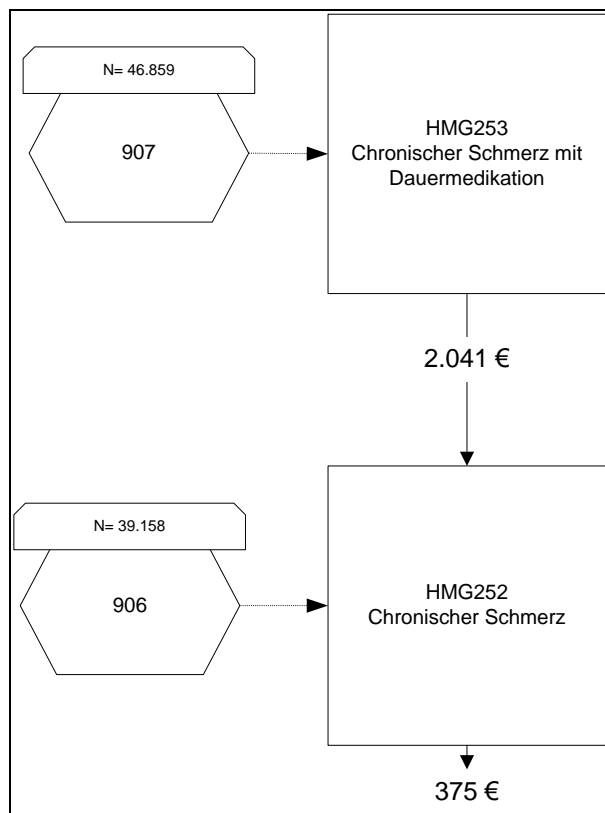 N= 46.859
907
HMG253
Chronischer Schmerz mit
Dauermedikation
2.041 €
N= 39.158
906
HMG252
Chronischer Schmerz
375 €